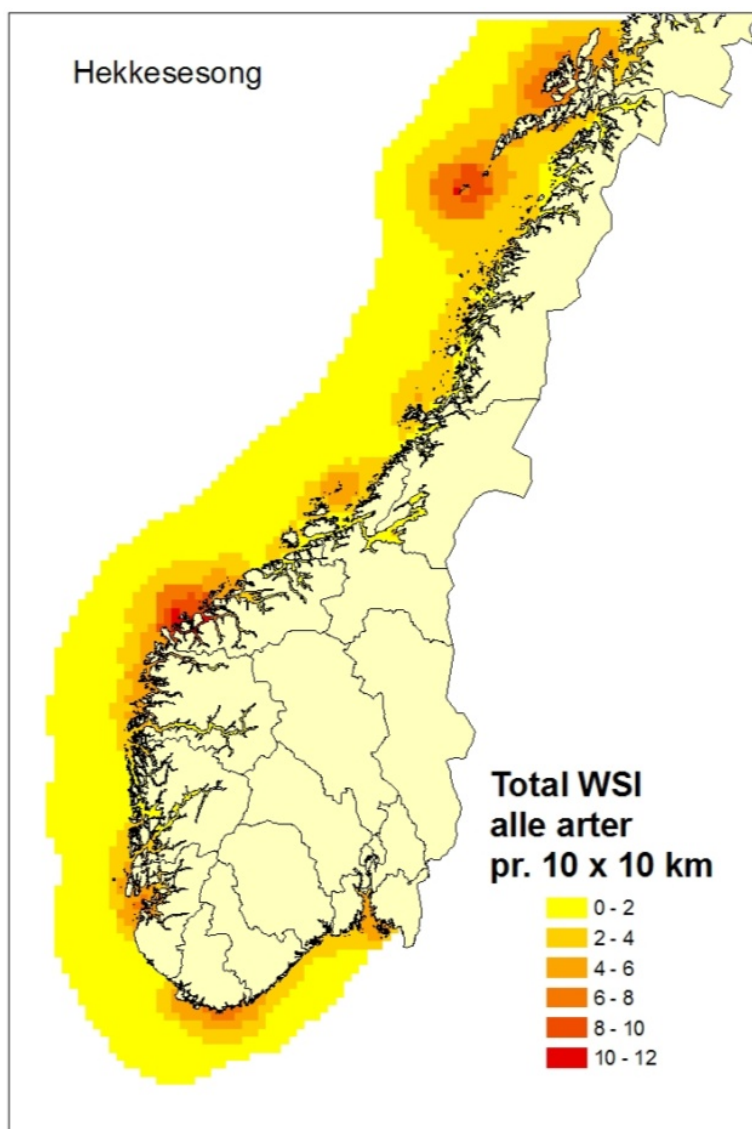 Hekkesesong
Total WSI
alle arter
pr. 10 x 10 km
0 - 2
2 - 4
4 - 6
6 - 8
8 - 10
10 - 12